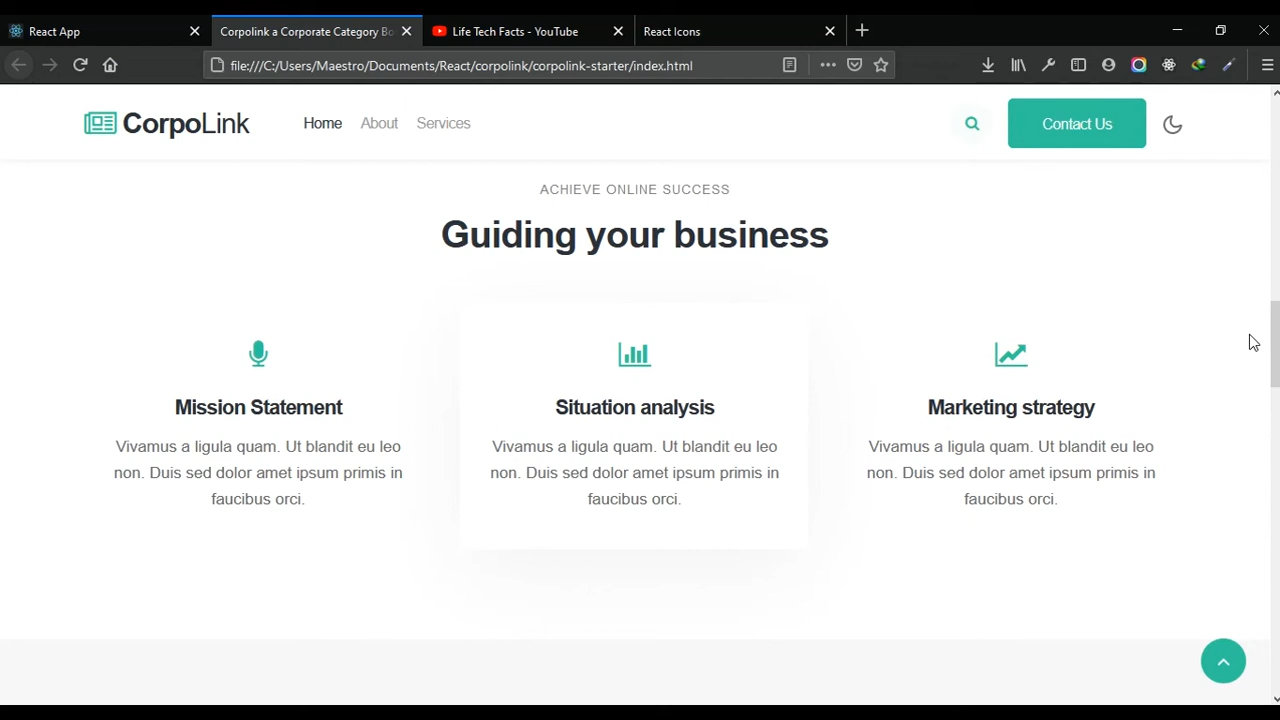 React App
Corpolink a Corporate Category Bo
Life Tech Facts - YouTube
React Icons
file:///C:/Users/Maestro/Documents/React/corpolink/corpolink-starter/index.html
CorpoLink
Home
About
Services
Contact Us
ACHIEVE ONLINE SUCCESS
Guiding your business
Mission Statement
Vivamus a ligula quam. Ut blandit eu leo
non. Duis sed dolor amet ipsum primis in
faucibus orci.
Situation analysis
Vivamus a ligula quam. Ut blandit eu leo
non. Duis sed dolor amet ipsum primis in
faucibus orci.
Marketing strategy
Vivamus a ligula quam. Ut blandit eu leo
non. Duis sed dolor amet ipsum primis in
faucibus orci.